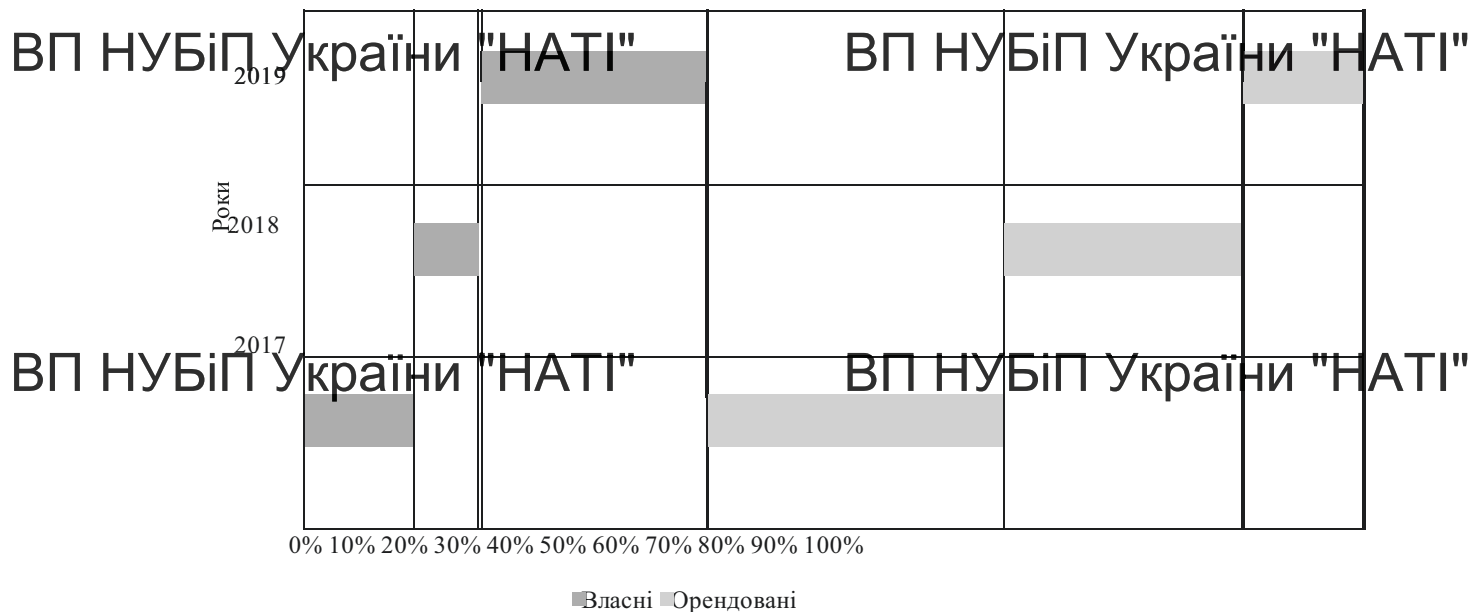 ВП НУБіП України "НАТІ" ВП НУБіП України "НАТІ"
2019
Роки
2018
2017
ВП НУБіП України "НАТІ" ВП НУБіП України "НАТІ"
0% 10% 20% 30% 40% 50% 60% 70% 80% 90% 100%
Власні Орендовані